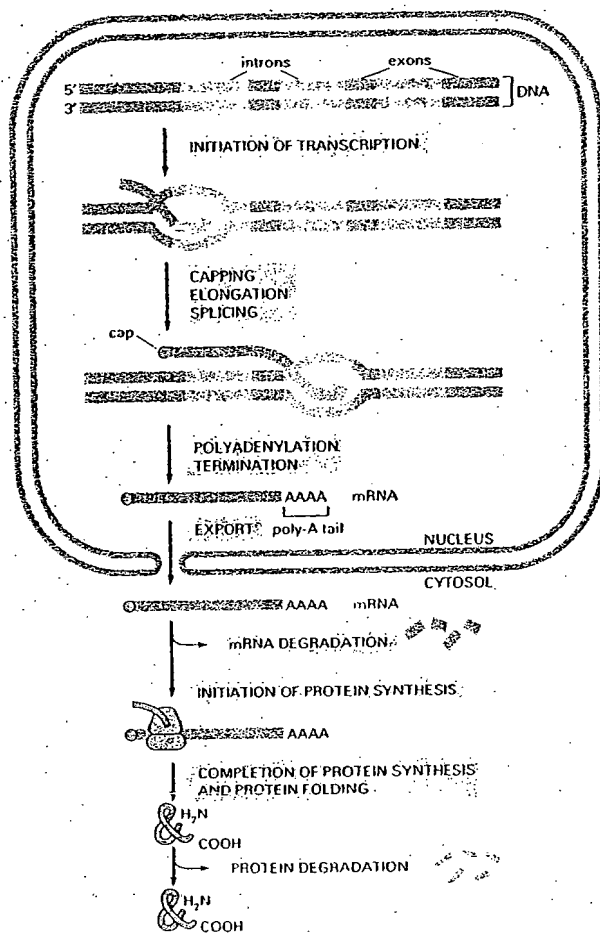 introns exons
5′
3′
DNA
INITIATION OF TRANSCRIPTION
CAPPING
ELONGATION
SPLICING
cap
POLYADENYLATION
TERMINATION
AAAA mRNA
EXPORT poly-A tail
NUCLEUS
CYTOSOL
AAAA mRNA
mRNA DEGRADATION
INITIATION OF PROTEIN SYNTHESIS
AAAA
COMPLETION OF PROTEIN SYNTHESIS
AND PROTEIN FOLDING
H₂N
COOH
PROTEIN DEGRADATION
H₂N
COOH